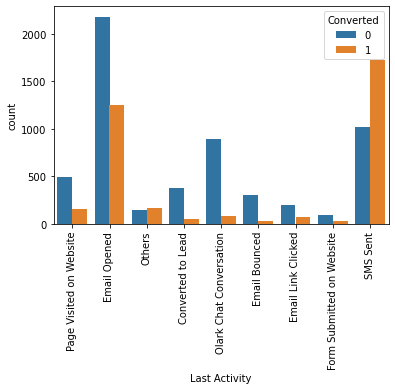 Converted
0
1
2000
1500
1000
500
0
count
Page Visited on Website
Email Opened
Others
Converted to Lead
Olark Chat Conversation
Email Bounced
Email Link Clicked
Form Submitted on Website
SMS Sent
Last Activity